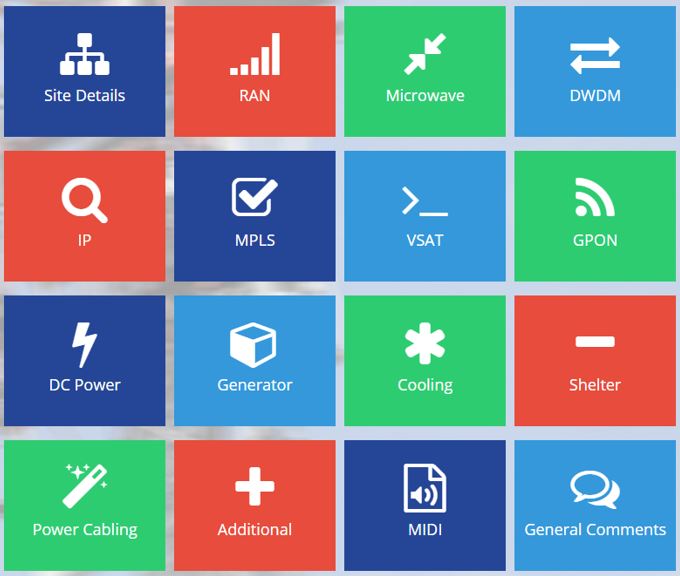 Site Details
RAN
Microwave
DWDM
IP
MPLS
VSAT
GPON
DC Power
Generator
Cooling
Shelter
Power Cabling
Additional
MIDI
General Comments